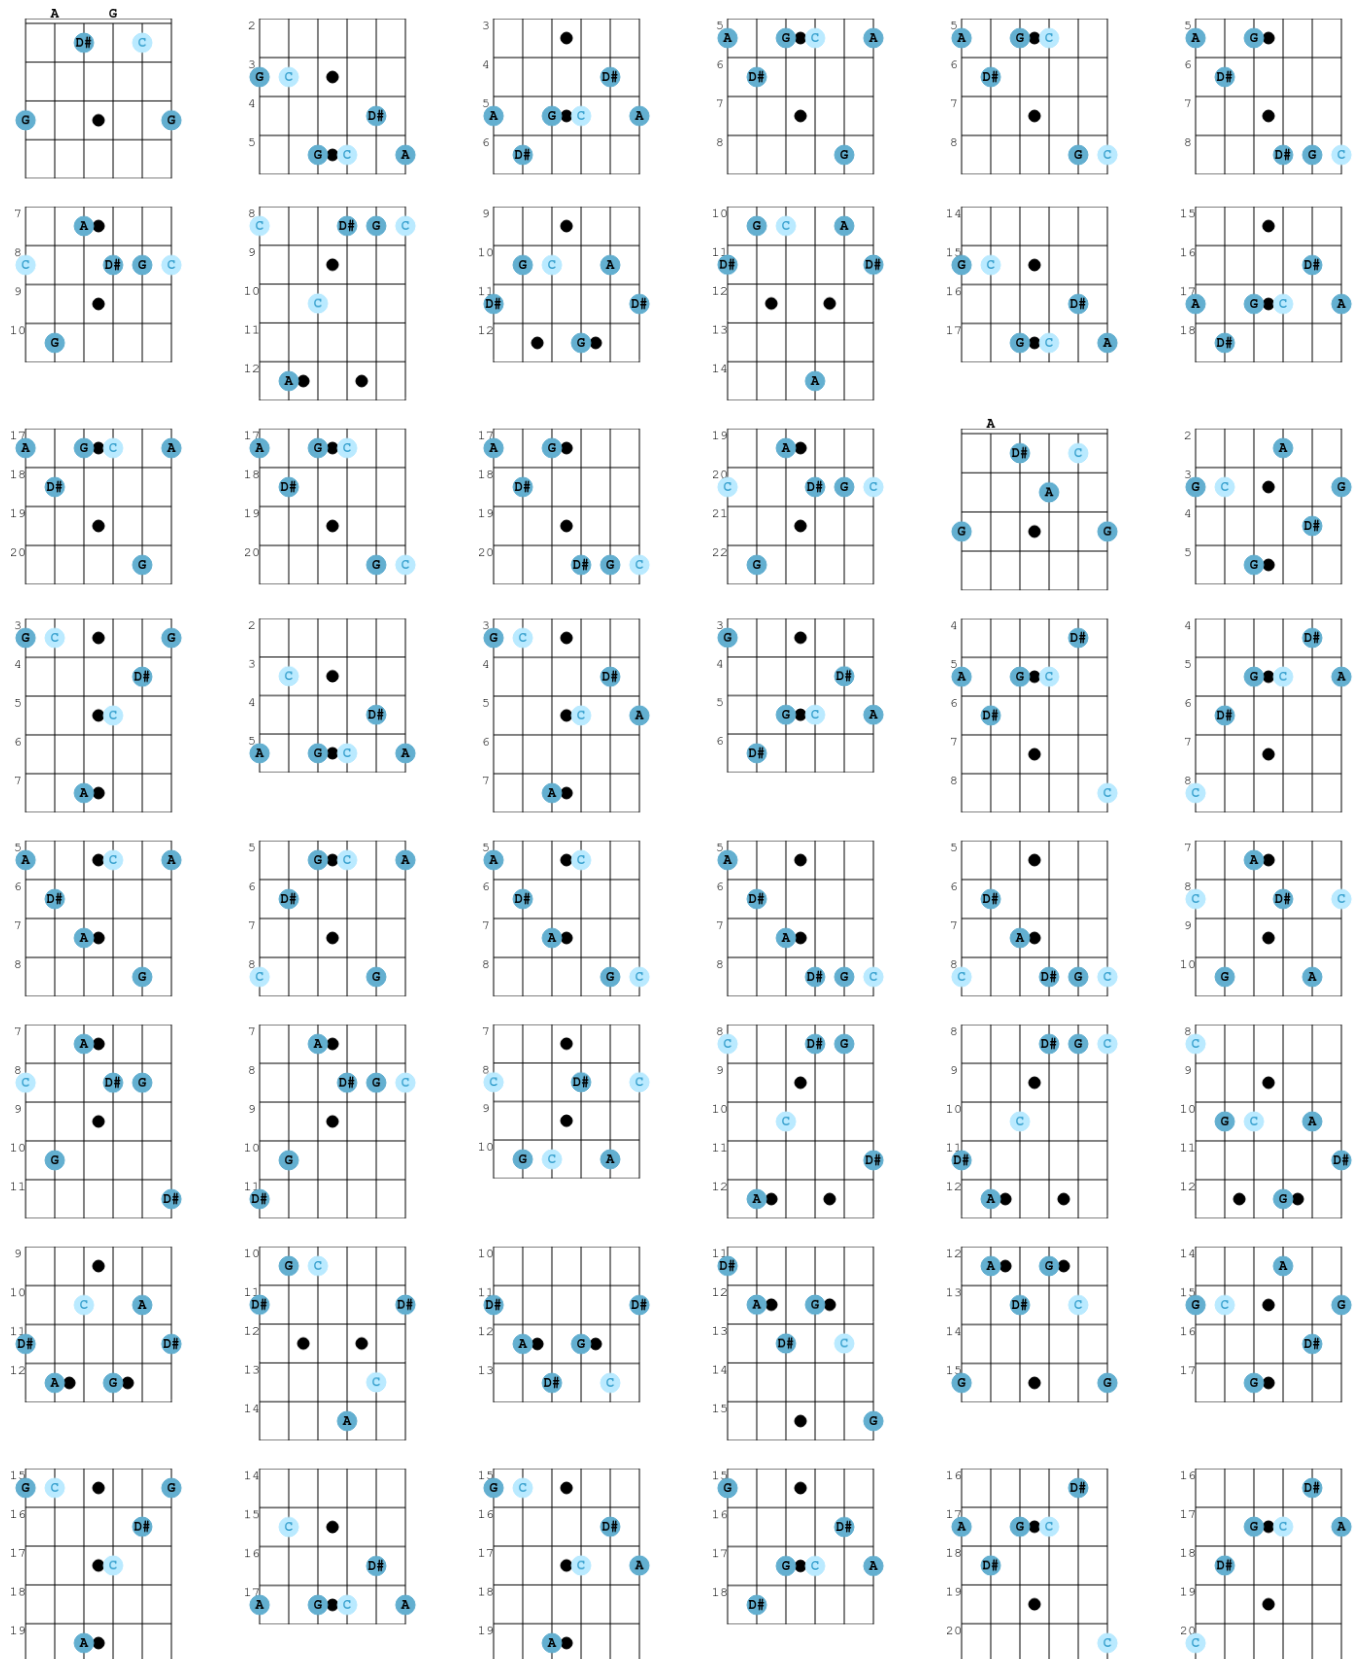 A G
D# C
G G
2
3 G C
4 D#
5 G C A
3
4 D#
5 A G C A
6 D#
5 A G C A
6 D#
7
8 G
5 A G C
6 D#
7
8 G C
5 A G
6 D#
7
8 D# G C
7 A
8 C D# G C
9
10 G
8 C D# G C
9
10 C
11
12 A
9
10 G C A
11 D# D#
12 G
10 G C A
11 D# D#
12
13
14 A
14
15 G C
16 D#
17 G C A
15
16 D#
17 A G C A
18 D#
17 A G C A
18 D#
19
20 G
17 A G C
18 D#
19
20 G C
17 A G
18 D#
19
20 D# G C
19 A
20 C D# G C
21
22 G
A
D# C
A
G G
2 A
3 G C G
4 D#
5 G
3 G C G
4 D#
5 C
6
7 A
2
3 C
4 D#
5 A G C A
3 G C
4 D#
5 C A
6
7 A
3 G
4 D#
5 G C A
6 D#
4 D#
5 A G C
6 D#
7
8 C
4 D#
5 G C A
6 D#
7
8 C
5 A C A
6 D#
7 A
8 G
5 G C A
6 D#
7
8 C G
5 A C
6 D#
7 A
8 G C
5 A
6 D#
7 A
8 D# G C
5
6 D#
7 A
8 C D# G C
7 A
8 C D# C
9
10 G A
7 A
8 C D# G
9
10 G
11 D#
7 A
8 D# G C
9
10 G
11 D#
7
8 C D# C
9
10 G C A
8 C D# G
9
10 C
11 D#
12 A
8 D# G C
9
10 C
11 D#
12 A
8 C
9
10 G C A
11 D#
12 G
9
10 C A
11 D# D#
12 A G
10 G C
11 D# D#
12
13 C
14 A
10
11 D# D#
12 A G
13 D# C
11 D#
12 A G
13 D# C
14
15 G
12 A G
13 D# C
14
15 G G
14 A
15 G C G
16 D#
17 G
15 G C G
16 D#
17 C
18
19 A
14
15 C
16 D#
17 A G C A
15 G C
16 D#
17 C A
18
19 A
15 G
16 D#
17 G C A
18 D#
16 D#
17 A G C
18 D#
19
20 C
16 D#
17 G C A
18 D#
19
20 C